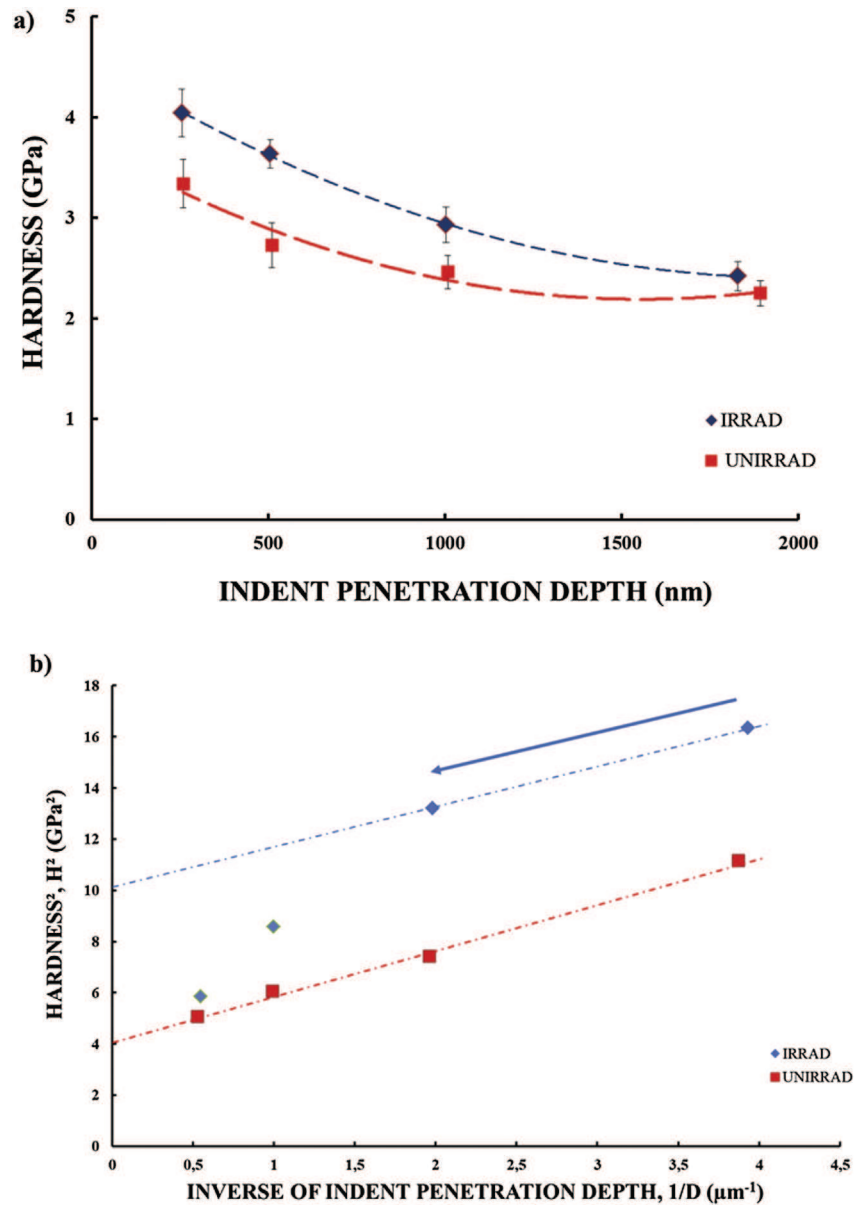 a)
5
4
3
2
1
0
HARDNESS (GPa)
IRRAD
UNIRRAD
0 500 1000 1500 2000
INDENT PENETRATION DEPTH (nm)
b)
18
16
14
12
10
8
6
4
2
0
HARDNESS², H² (GPa²)
IRRAD
UNIRRAD
0 0,5 1 1,5 2 2,5 3 3,5 4 4,5
INVERSE OF INDENT PENETRATION DEPTH, 1/D (µm⁻¹)